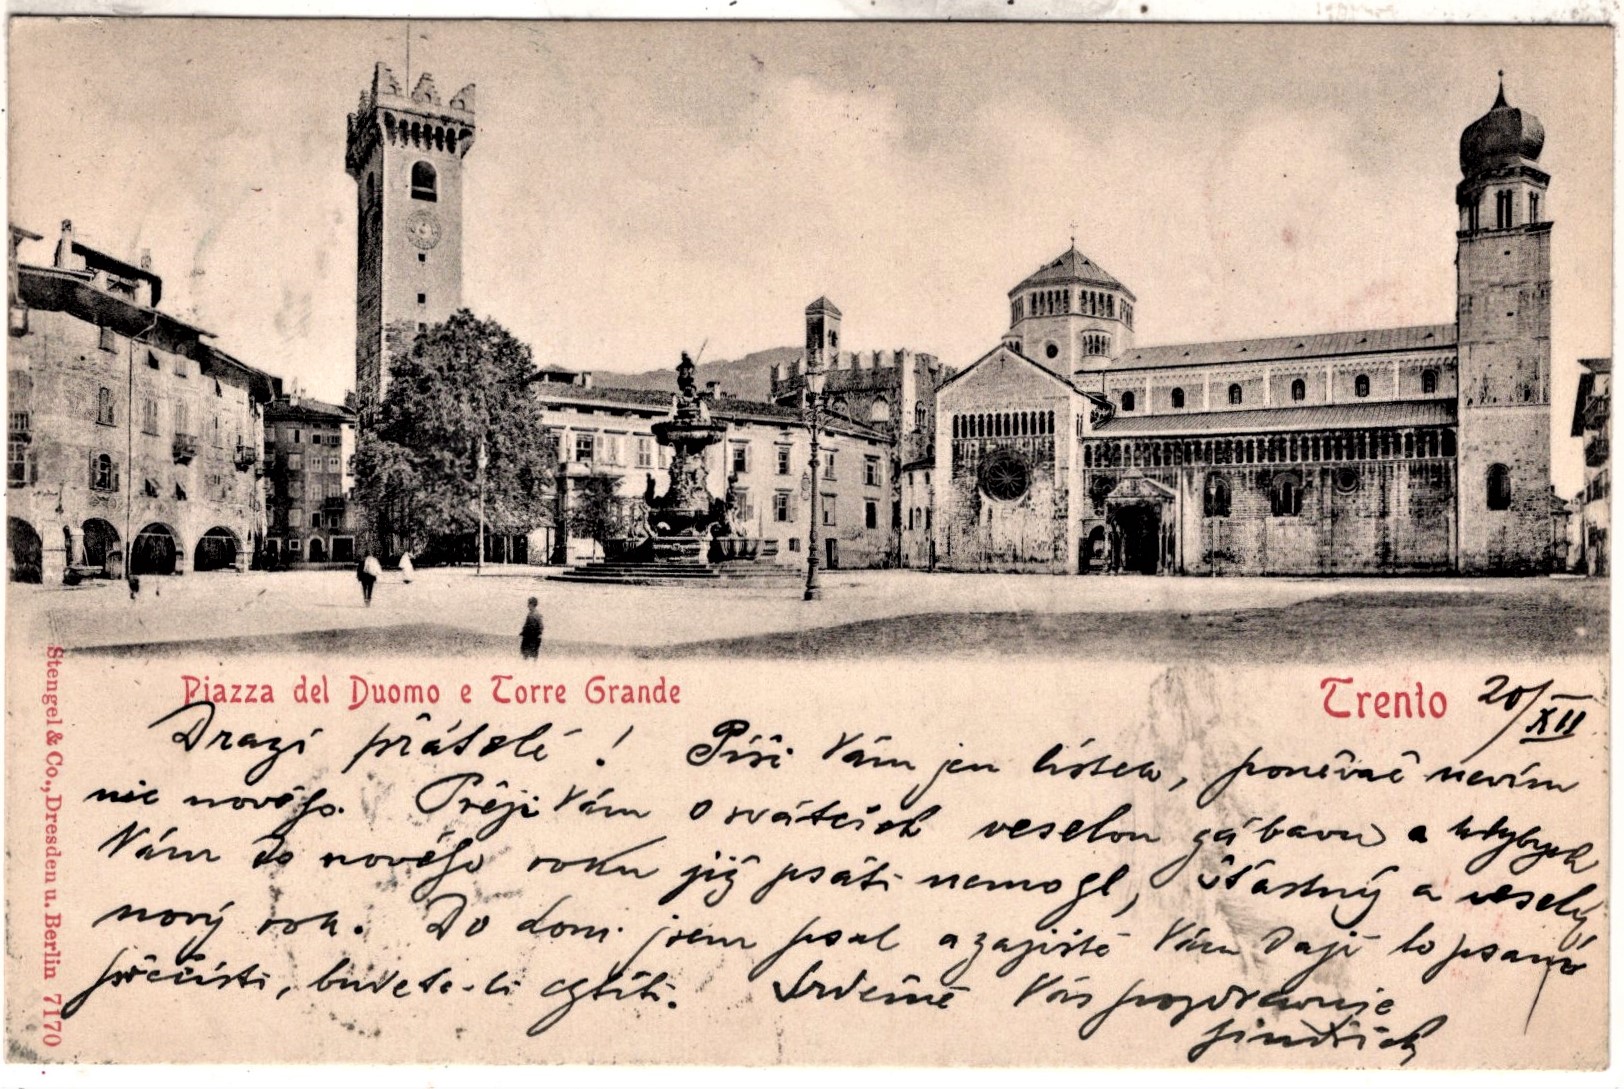 Piazza del Duomo e Torre Grande
Trento 20/XII
Drazí přátelé! Píši Vám jen lístek, poněvač nevím
nic nového. Přeji Vám o svátcích veselou zábavu a kdybych
Vám do nového roku již psáti nemohl, šťastný a veselý
nový rok. Do domu jsem psal a zajisté Vám dají to psaní
přečísti, budete-li chtíti. Srdečně Vás pozdravuje
Jindřich
Stengel & Co., Dresden u. Berlin 7170